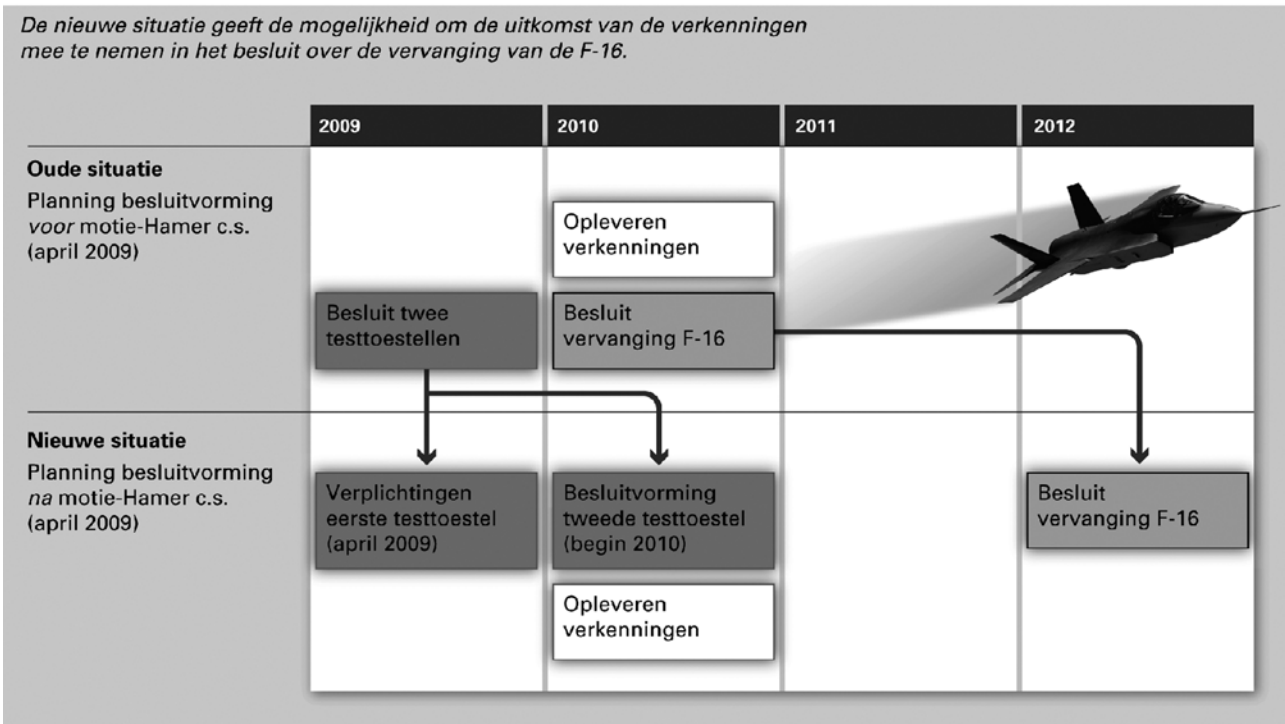 De nieuwe situatie geeft de mogelijkheid om de uitkomst van de verkenningen
mee te nemen in het besluit over de vervanging van de F-16.
2009
2010
2011
2012
Oude situatie
Planning besluitvorming
voor motie-Hamer c.s.
(april 2009)
Opleveren
verkenningen
Besluit twee
testtoestellen
Besluit
vervanging F-16
Nieuwe situatie
Planning besluitvorming
na motie-Hamer c.s.
(april 2009)
Verplichtingen
eerste testtoestel
(april 2009)
Besluitvorming
tweede testtoestel
(begin 2010)
Besluit
vervanging F-16
Opleveren
verkenningen